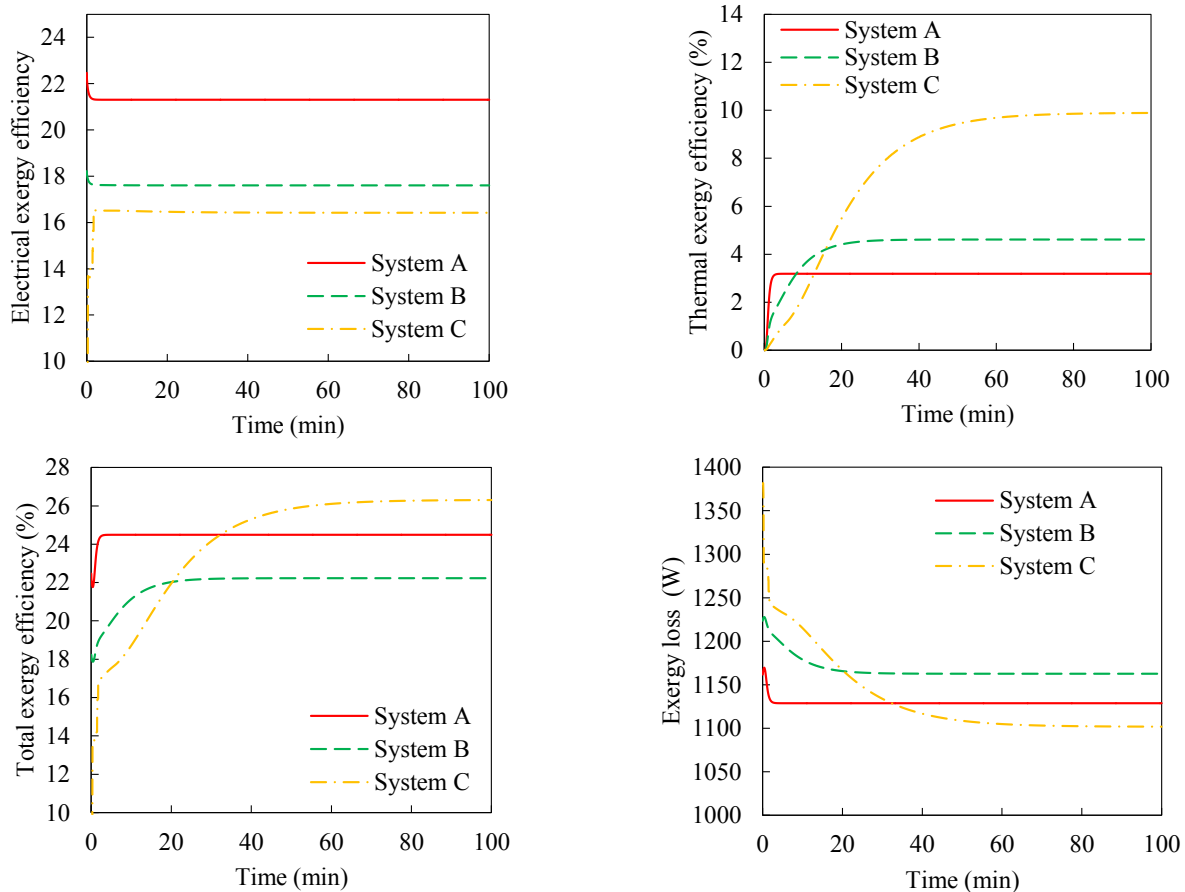 Electrical exergy efficiency
24
22
20
18
16
14
12
10
0
20
40
60
80
100
Time (min)
System A
System B
System C
Thermal exergy efficiency (%)
14
12
10
8
6
4
2
0
0
20
40
60
80
100
Time (min)
System A
System B
System C
Total exergy efficiency (%)
28
26
24
22
20
18
16
14
12
10
0
20
40
60
80
100
Time (min)
System A
System B
System C
Exergy loss (W)
1400
1350
1300
1250
1200
1150
1100
1050
1000
0
20
40
60
80
100
Time (min)
System A
System B
System C